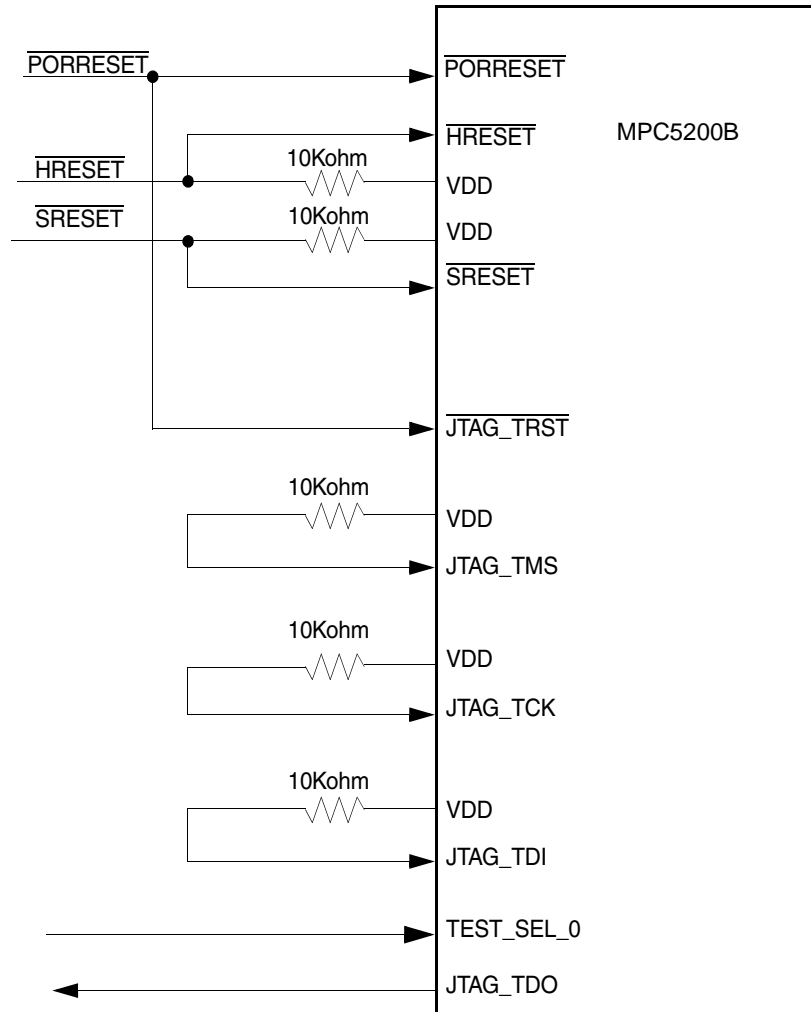 PORRESET PORRESET
HRESET MPC5200B
10Kohm
HRESET VDD
SRESET 10Kohm VDD
SRESET
JTAG_TRST
10Kohm
VDD
JTAG_TMS
10Kohm
VDD
JTAG_TCK
10Kohm
VDD
JTAG_TDI
TEST_SEL_0
JTAG_TDO